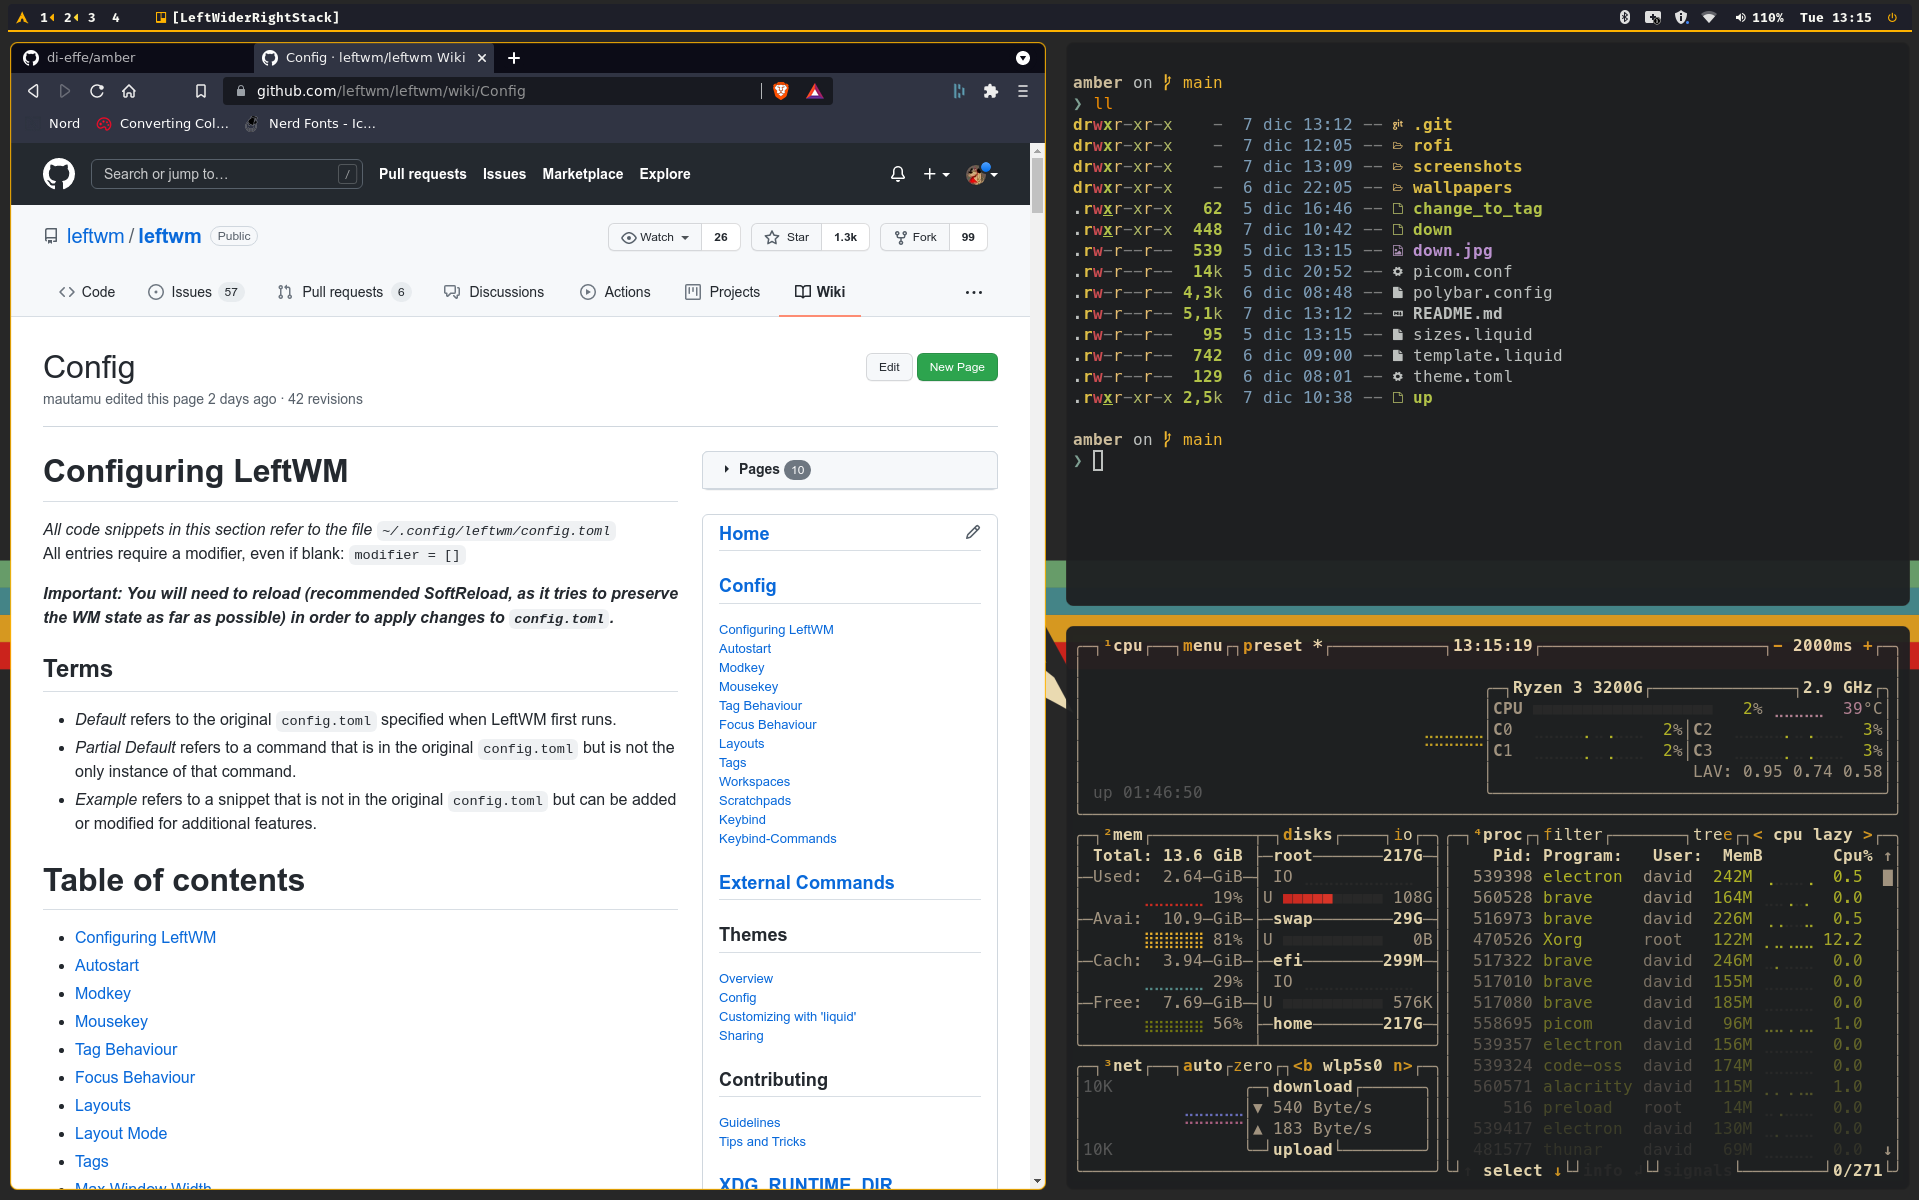 1 2 3 4 [LeftWiderRightStack] 110% Tue 13:15
di-effe/amber Config · leftwm/leftwm Wiki
github.com/leftwm/leftwm/wiki/Config
Nord Converting Col... Nerd Fonts - Ic...
Search or jump to... / Pull requests Issues Marketplace Explore
leftwm / leftwm Public Watch 26 Star 1.3k Fork 99
Code Issues 57 Pull requests 6 Discussions Actions Projects Wiki ...
Config Edit New Page
mautamu edited this page 2 days ago · 42 revisions
Configuring LeftWM
All code snippets in this section refer to the file ~/.config/leftwm/config.toml
All entries require a modifier, even if blank: modifier = []
Important: You will need to reload (recommended SoftReload, as it tries to preserve
the WM state as far as possible) in order to apply changes to config.toml.
Terms
• Default refers to the original config.toml specified when LeftWM first runs.
• Partial Default refers to a command that is in the original config.toml but is not the
only instance of that command.
• Example refers to a snippet that is not in the original config.toml but can be added
or modified for additional features.
Table of contents
• Configuring LeftWM
• Autostart
• Modkey
• Mousekey
• Tag Behaviour
• Focus Behaviour
• Layouts
• Layout Mode
• Tags
• Max Window Width
Pages 10
Home
Config
Configuring LeftWM
Autostart
Modkey
Mousekey
Tag Behaviour
Focus Behaviour
Layouts
Tags
Workspaces
Scratchpads
Keybind
Keybind-Commands
External Commands
Themes
Overview
Config
Customizing with 'liquid'
Sharing
Contributing
Guidelines
Tips and Tricks
XDG_RUNTIME_DIR
amber on main
❯ ll
drwxr-xr-x - 7 dic 13:12 -- .git
drwxr-xr-x - 7 dic 12:05 -- rofi
drwxr-xr-x - 7 dic 13:09 -- screenshots
drwxr-xr-x - 6 dic 22:05 -- wallpapers
.rwxr-xr-x 62 5 dic 16:46 -- change_to_tag
.rwxr-xr-x 448 7 dic 10:42 -- down
.rw-r--r-- 539 5 dic 13:15 -- down.jpg
.rw-r--r-- 14k 5 dic 20:52 -- picom.conf
.rw-r--r-- 4,3k 6 dic 08:48 -- polybar.config
.rw-r--r-- 5,1k 7 dic 13:12 -- README.md
.rw-r--r-- 95 5 dic 13:15 -- sizes.liquid
.rw-r--r-- 742 6 dic 09:00 -- template.liquid
.rw-r--r-- 129 6 dic 08:01 -- theme.toml
.rwxr-xr-x 2,5k 7 dic 10:38 -- up
amber on main
❯
¹cpu menu preset * 13:15:19 - 2000ms +
Ryzen 3 3200G 2.9 GHz
CPU 2% 39°C
C0 2% C2 3%
C1 2% C3 3%
LAV: 0.95 0.74 0.58
up 01:46:50
²mem disks io
Total: 13.6 GiB root 217G
Used: 2.64 GiB IO
19% U 108G
Avai: 10.9 GiB swap 29G
81% U 0B
Cach: 3.94 GiB efi 299M
29% IO
Free: 7.69 GiB U 576K
56% home 217G
³net auto zero <b wlp5s0 n>
10K download
▼ 540 Byte/s
▲ 183 Byte/s
10K upload
⁴proc filter tree < cpu lazy >
Pid: Program: User: MemB Cpu% ↑
539398 electron david 242M 0.5
560528 brave david 164M 0.0
516973 brave david 226M 0.5
470526 Xorg root 122M 12.2
517322 brave david 246M 0.0
517010 brave david 155M 0.0
517080 brave david 185M 0.0
558695 picom david 96M 1.0
539357 electron david 156M 0.0
539324 code-oss david 174M 0.0
560571 alacritty david 115M 1.0
516 preload root 14M 0.0
539417 electron david 130M 0.0
481577 thunar david 69M 0.0 ↓
↑ select ↓ info ↲ signals 0/271